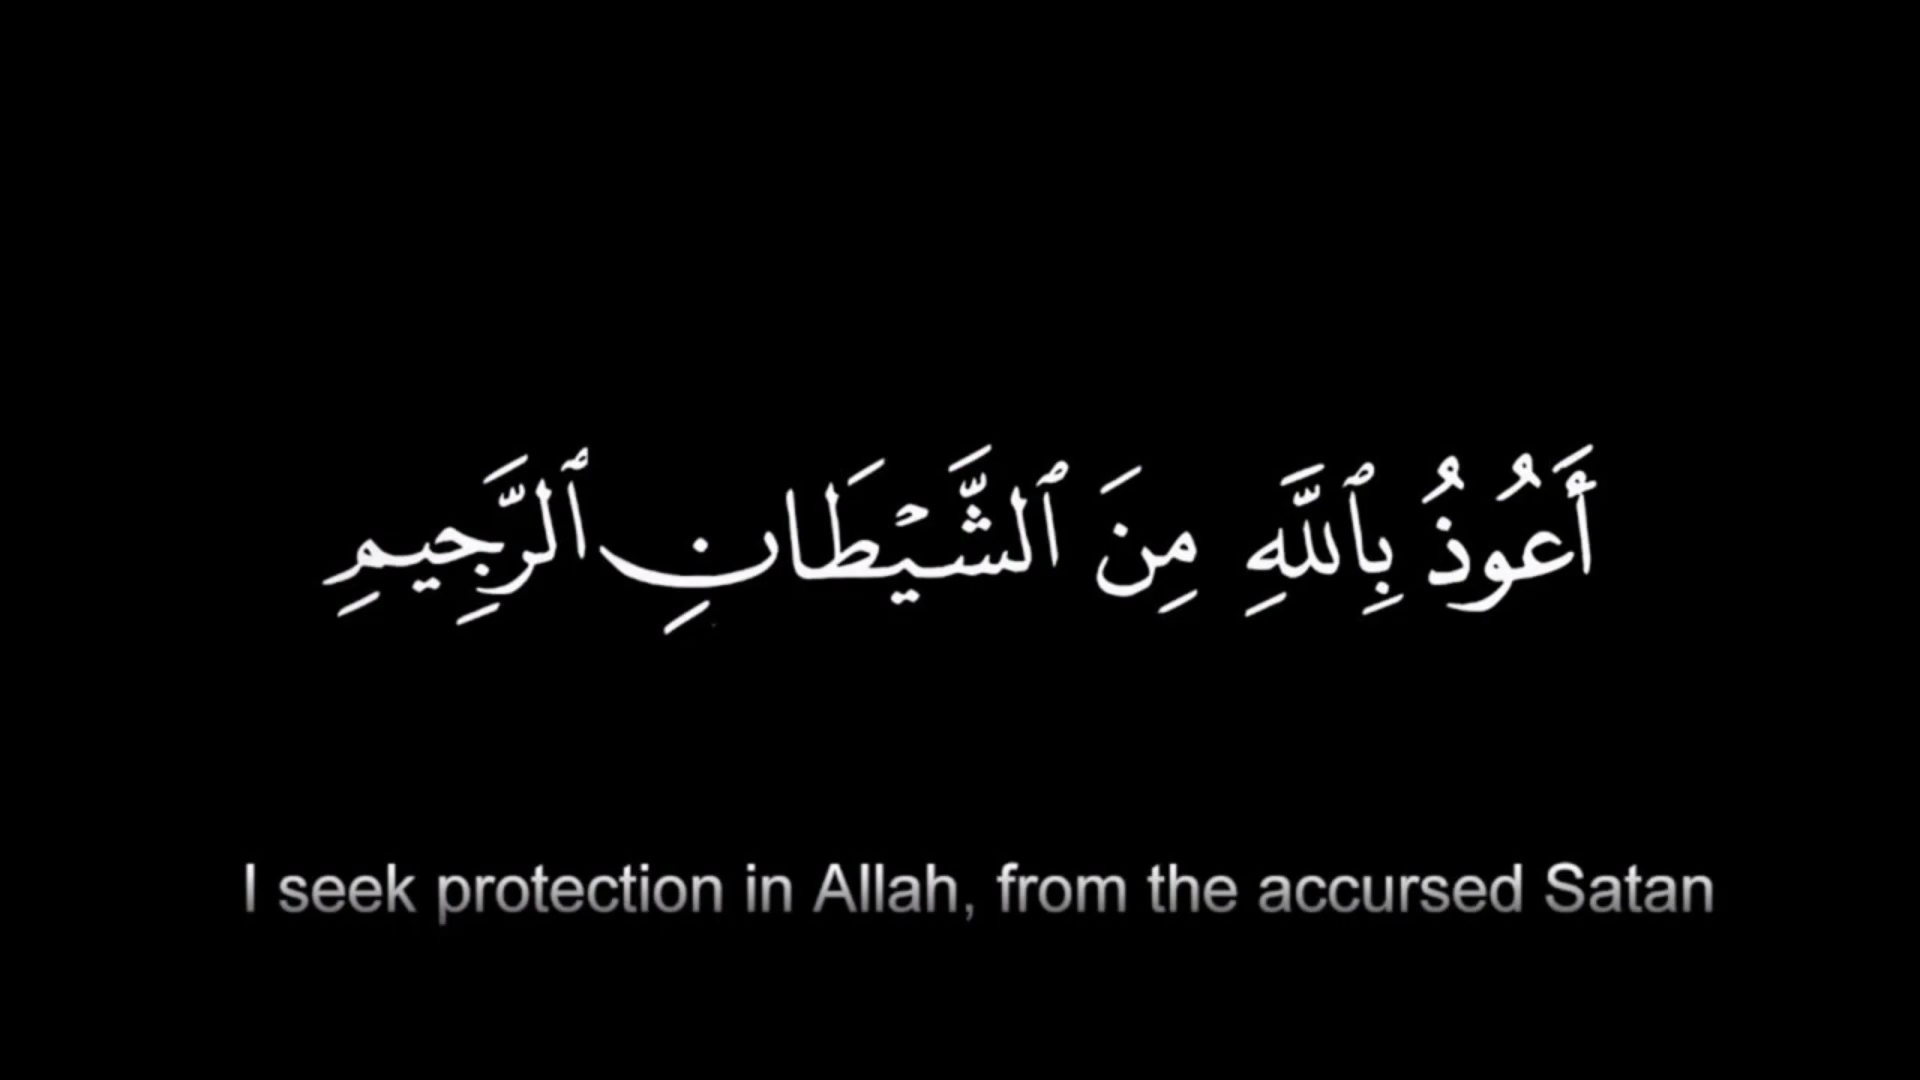 أَعُوذُ بِٱللَّهِ مِنَ ٱلشَّيۡطَانِ ٱلرَّجِيمِ
I seek protection in Allah, from the accursed Satan